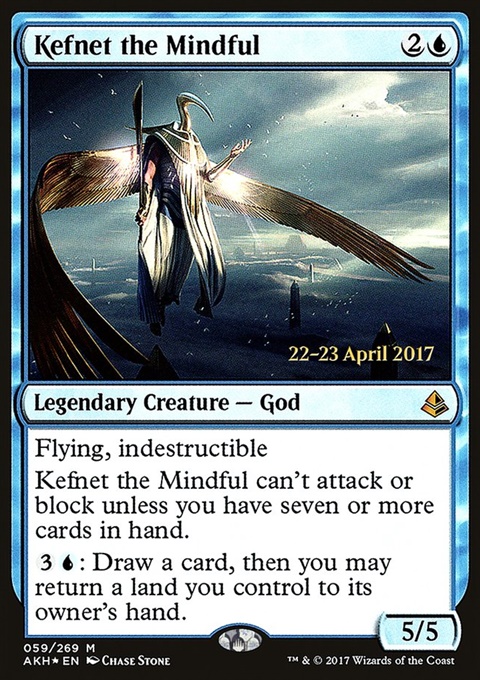 Kefnet the Mindful 2
22–23 April 2017
Legendary Creature — God
Flying, indestructible
Kefnet the Mindful can't attack or
block unless you have seven or more
cards in hand.
3 : Draw a card, then you may
return a land you control to its
owner's hand.
5/5
059/269 M
AKH★EN Chase Stone
™ & © 2017 Wizards of the Coast